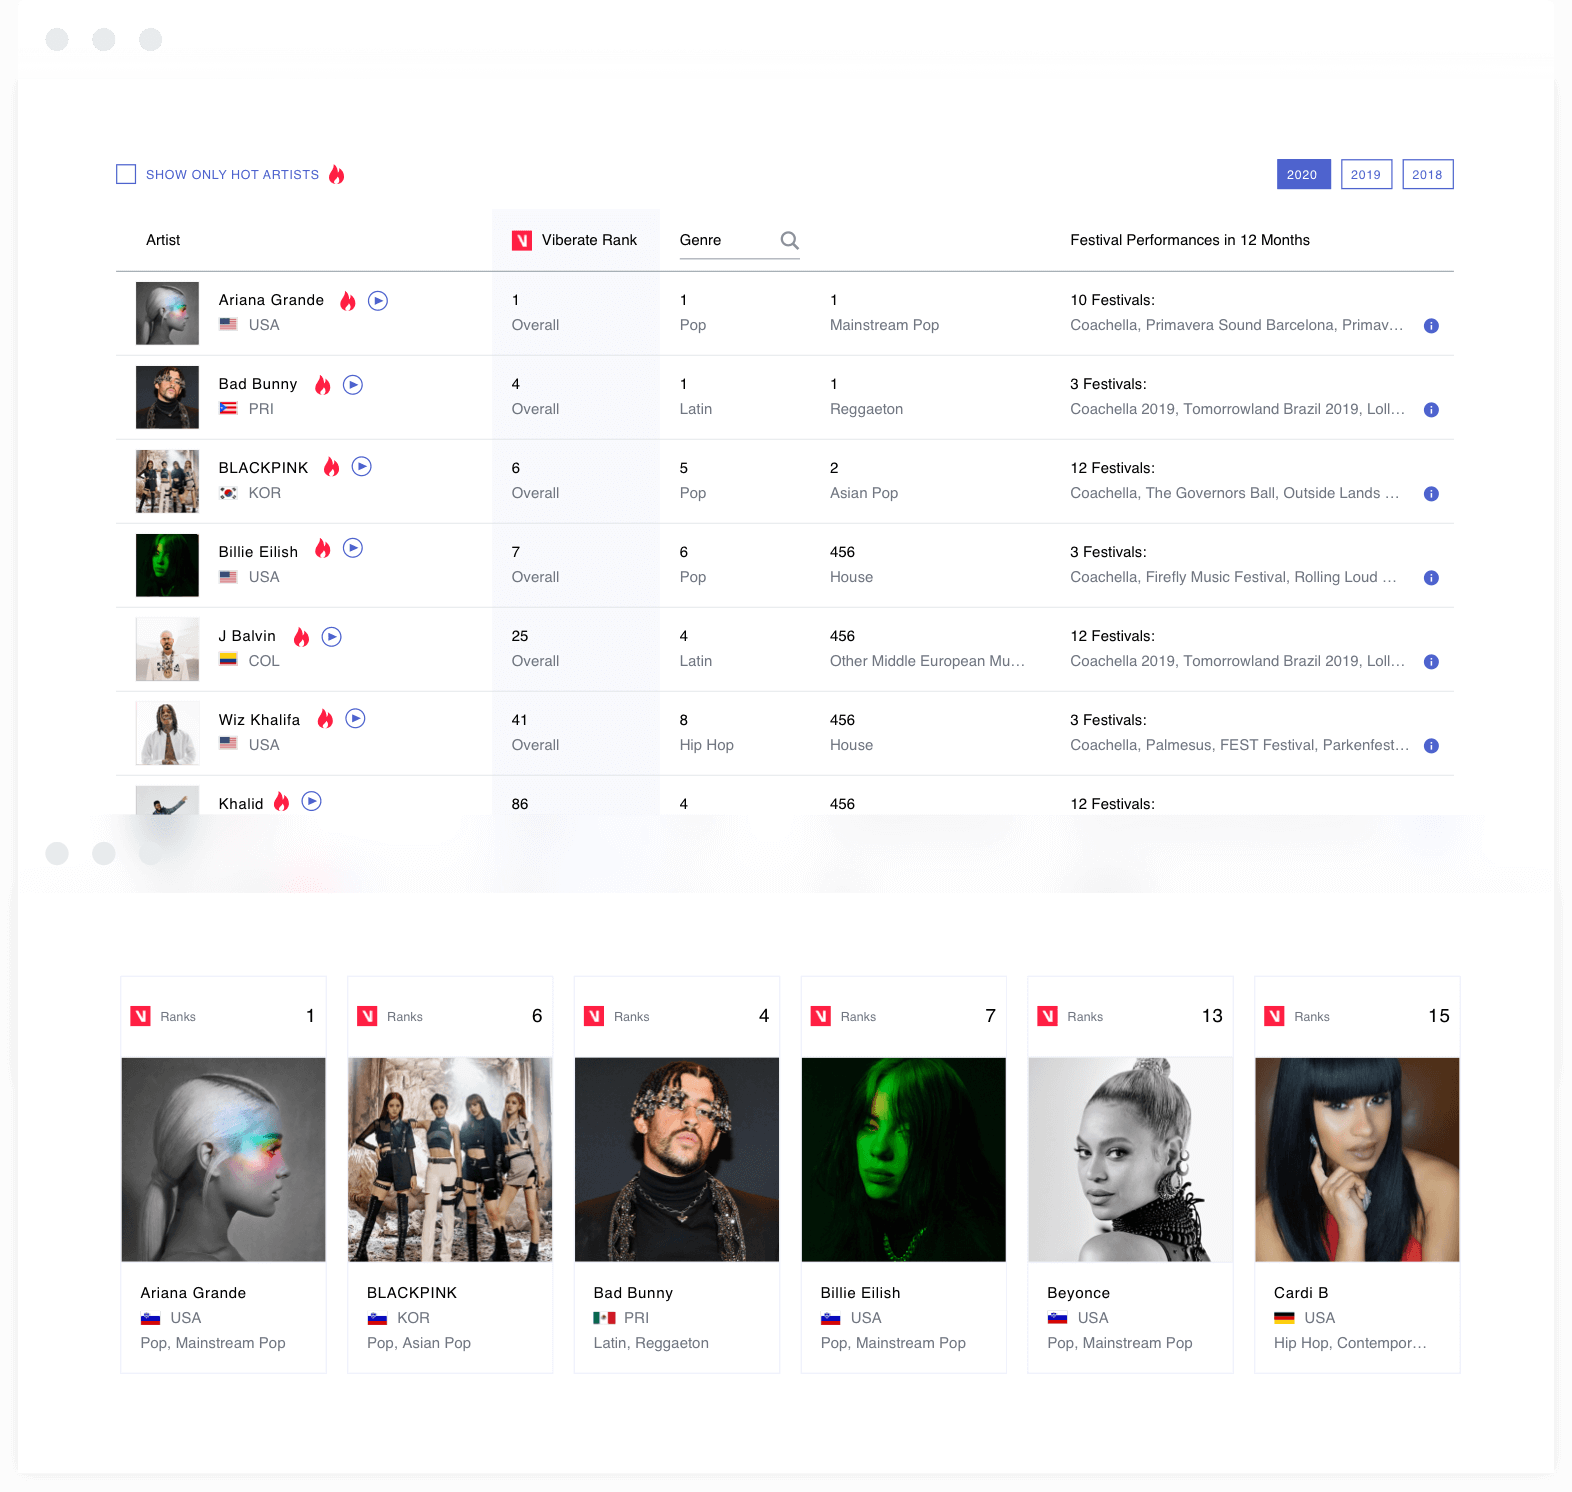 SHOW ONLY HOT ARTISTS
2020 2019 2018
Artist Viberate Rank Genre Festival Performances in 12 Months
Ariana Grande 1 1 1 10 Festivals:
USA Overall Pop Mainstream Pop Coachella, Primavera Sound Barcelona, Primav...
Bad Bunny 4 1 1 3 Festivals:
PRI Overall Latin Reggaeton Coachella 2019, Tomorrowland Brazil 2019, Loll...
BLACKPINK 6 5 2 12 Festivals:
KOR Overall Pop Asian Pop Coachella, The Governors Ball, Outside Lands ...
Billie Eilish 7 6 456 3 Festivals:
USA Overall Pop House Coachella, Firefly Music Festival, Rolling Loud ...
J Balvin 25 4 456 12 Festivals:
COL Overall Latin Other Middle European Mu... Coachella 2019, Tomorrowland Brazil 2019, Loll...
Wiz Khalifa 41 8 456 3 Festivals:
USA Overall Hip Hop House Coachella, Palmesus, FEST Festival, Parkenfest...
Khalid 86 4 456 12 Festivals:
Ranks 1
Ariana Grande
USA
Pop, Mainstream Pop
Ranks 6
BLACKPINK
KOR
Pop, Asian Pop
Ranks 4
Bad Bunny
PRI
Latin, Reggaeton
Ranks 7
Billie Eilish
USA
Pop, Mainstream Pop
Ranks 13
Beyonce
USA
Pop, Mainstream Pop
Ranks 15
Cardi B
USA
Hip Hop, Contempor...